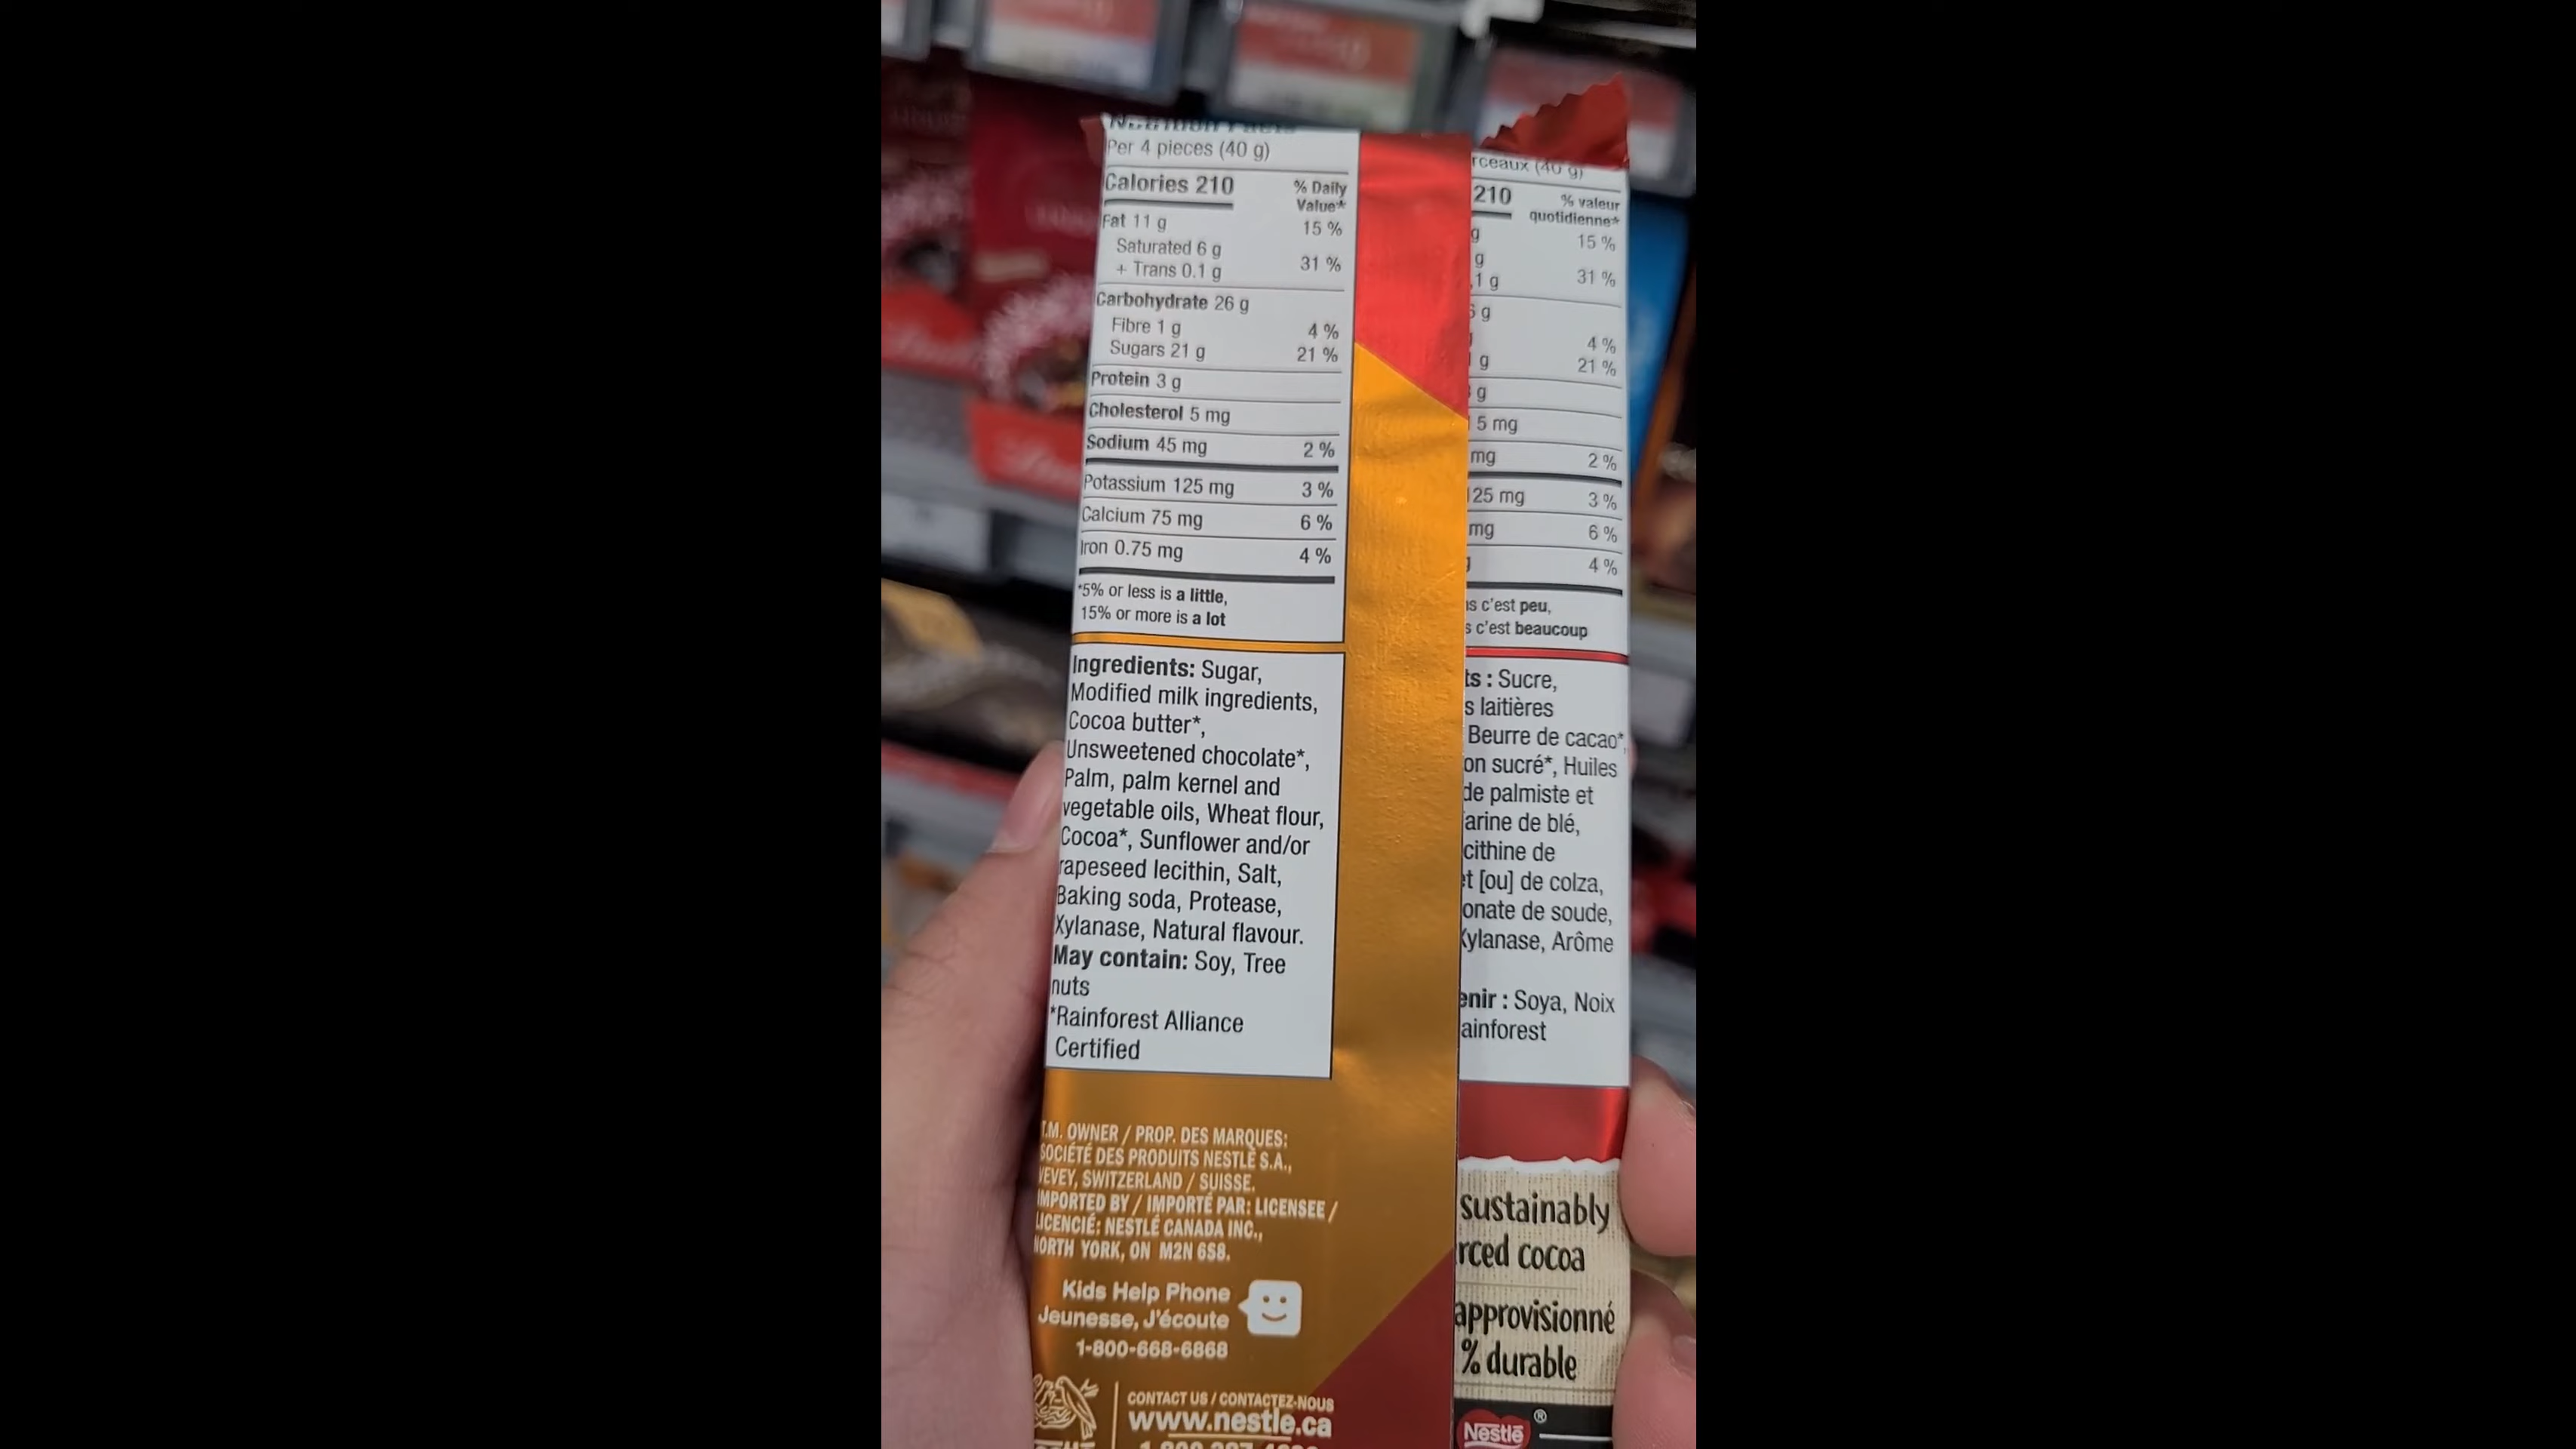 Nutrition Facts
Per 4 pieces (40 g)
Calories 210
% Daily
Value*
Fat 11 g 15 %
Saturated 6 g
+ Trans 0.1 g 31 %
Carbohydrate 26 g
Fibre 1 g 4 %
Sugars 21 g 21 %
Protein 3 g
Cholesterol 5 mg
Sodium 45 mg 2 %
Potassium 125 mg 3 %
Calcium 75 mg 6 %
Iron 0.75 mg 4 %
*5% or less is a little,
15% or more is a lot
Ingredients: Sugar,
Modified milk ingredients,
Cocoa butter*,
Unsweetened chocolate*,
Palm, palm kernel and
vegetable oils, Wheat flour,
Cocoa*, Sunflower and/or
rapeseed lecithin, Salt,
Baking soda, Protease,
Xylanase, Natural flavour.
May contain: Soy, Tree
nuts
*Rainforest Alliance
Certified
T.M. OWNER / PROP. DES MARQUES:
SOCIÉTÉ DES PRODUITS NESTLÉ S.A.,
VEVEY, SWITZERLAND / SUISSE.
IMPORTED BY / IMPORTÉ PAR: LICENSEE /
LICENCIÉ: NESTLÉ CANADA INC.,
NORTH YORK, ON M2N 6S8.
Kids Help Phone
Jeunesse, J'écoute
1-800-668-6868
CONTACT US / CONTACTEZ-NOUS
www.nestle.ca
rceaux (40 g)
210
% valeur
quotidienne*
g 15 %
g
.1 g 31 %
g
4 %
g 21 %
g
5 mg
mg 2 %
125 mg 3 %
mg 6 %
4 %
s c'est peu,
s c'est beaucoup
ts : Sucre,
s laitières
Beurre de cacao*,
on sucré*, Huiles
de palmiste et
arine de blé,
cithine de
et [ou] de colza,
onate de soude,
Xylanase, Arôme
enir : Soya, Noix
ainforest
sustainably
rced cocoa
approvisionné
% durable
Nestlé ®